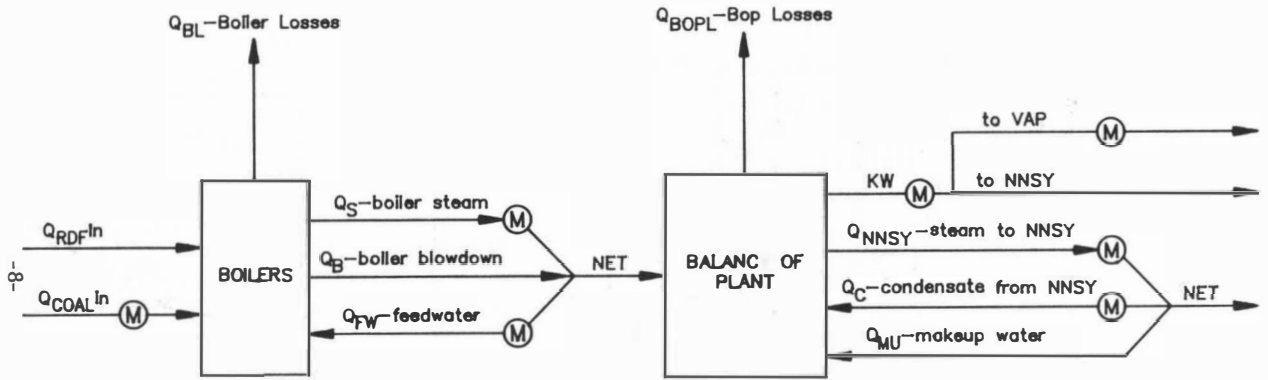 Q_BL–Boiler Losses
Q_BOPL–Bop Losses
to VAP
M
KW
M
to NNSY
Q_S–boiler steam
M
Q_NNSY–steam to NNSY
M
Q_RDF In
BOILERS
Q_B–boiler blowdown
NET
BALANC OF
PLANT
Q_C–condensate from NNSY
M
NET
-8-
Q_COAL In
M
Q_FW–feedwater
M
Q_MU–makeup water